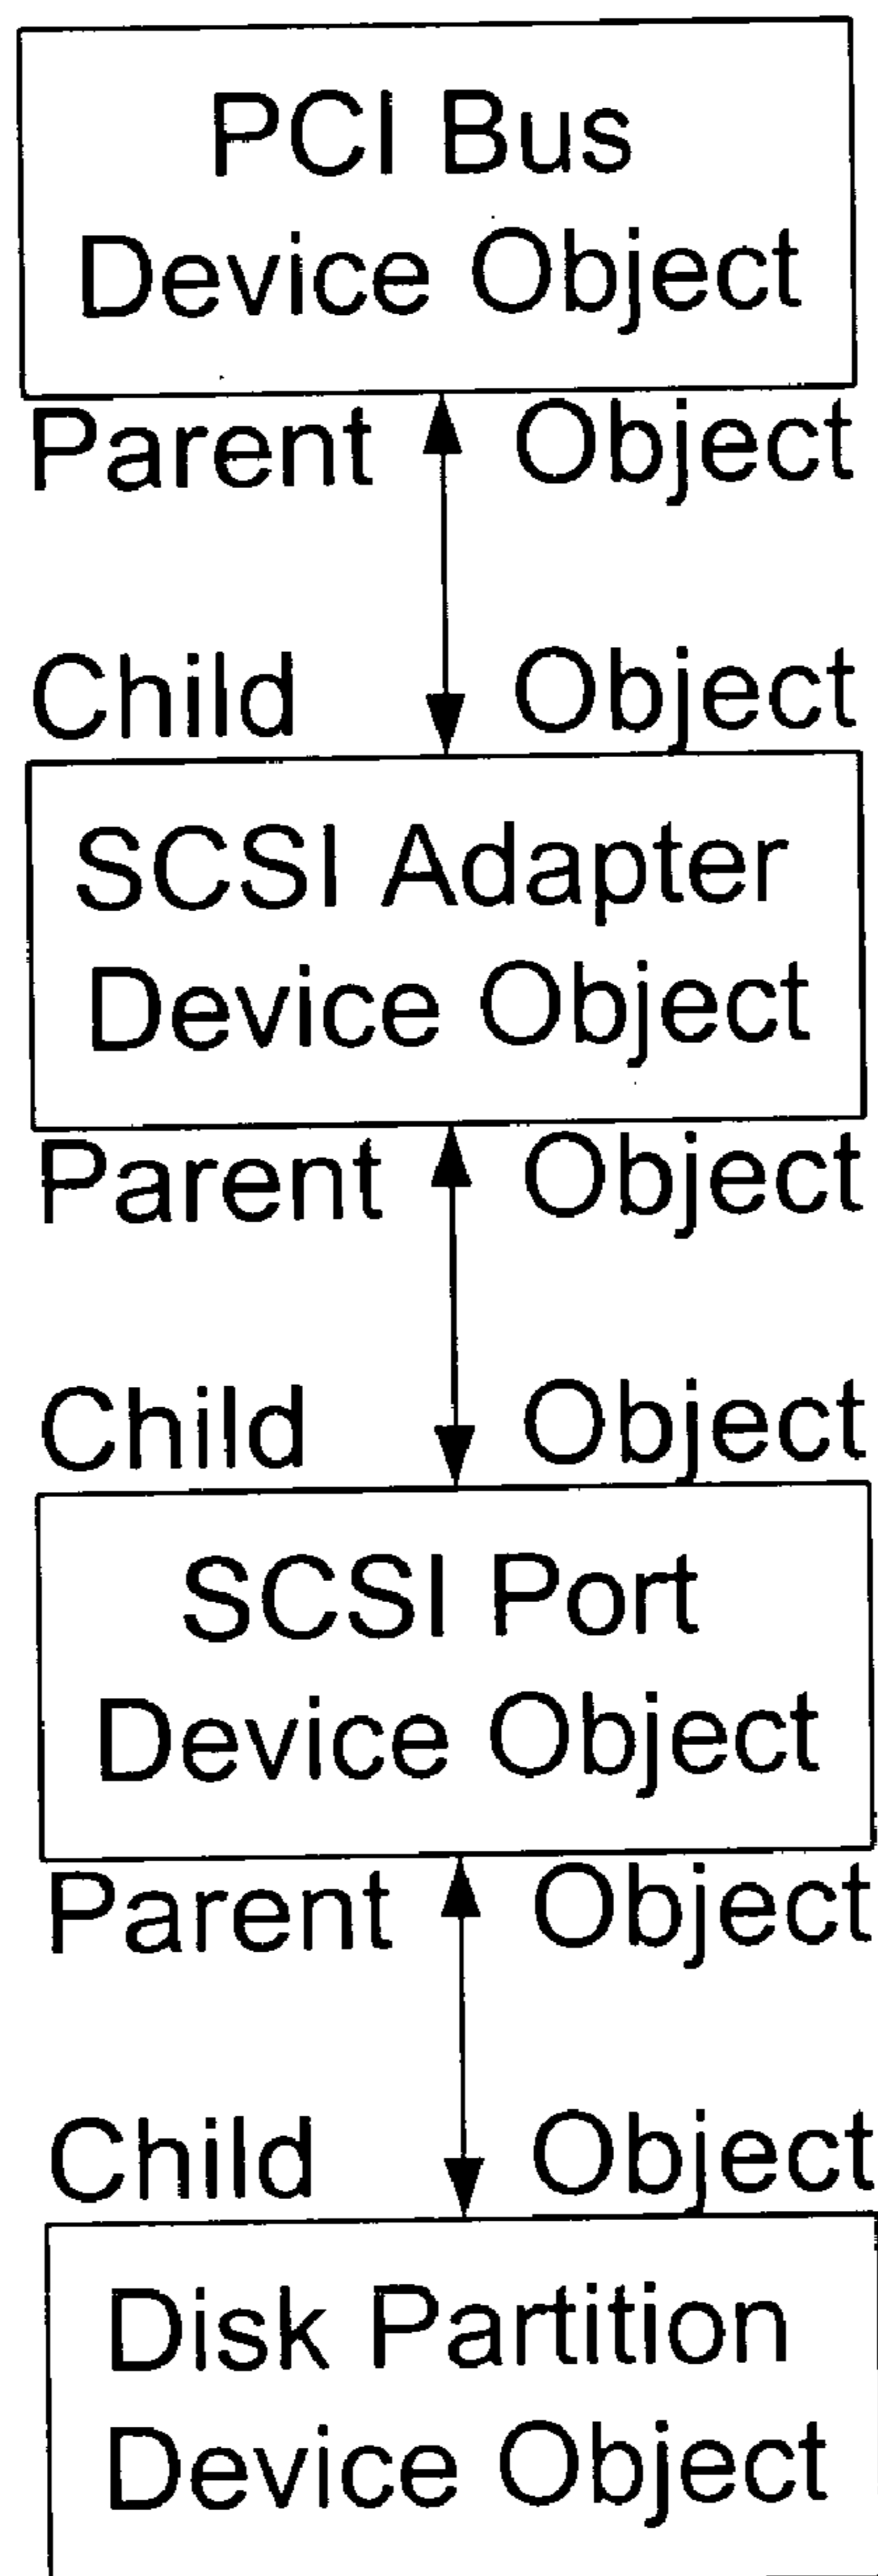 PCI Bus
Device Object
Parent Object
Child Object
SCSI Adapter
Device Object
Parent Object
Child Object
SCSI Port
Device Object
Parent Object
Child Object
Disk Partition
Device Object